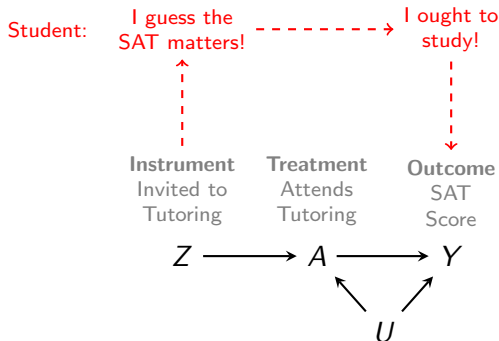 Student:
I guess the
SAT matters!
I ought to
study!
Instrument
Invited to
Tutoring
Treatment
Attends
Tutoring
Outcome
SAT
Score
Z
A
Y
U